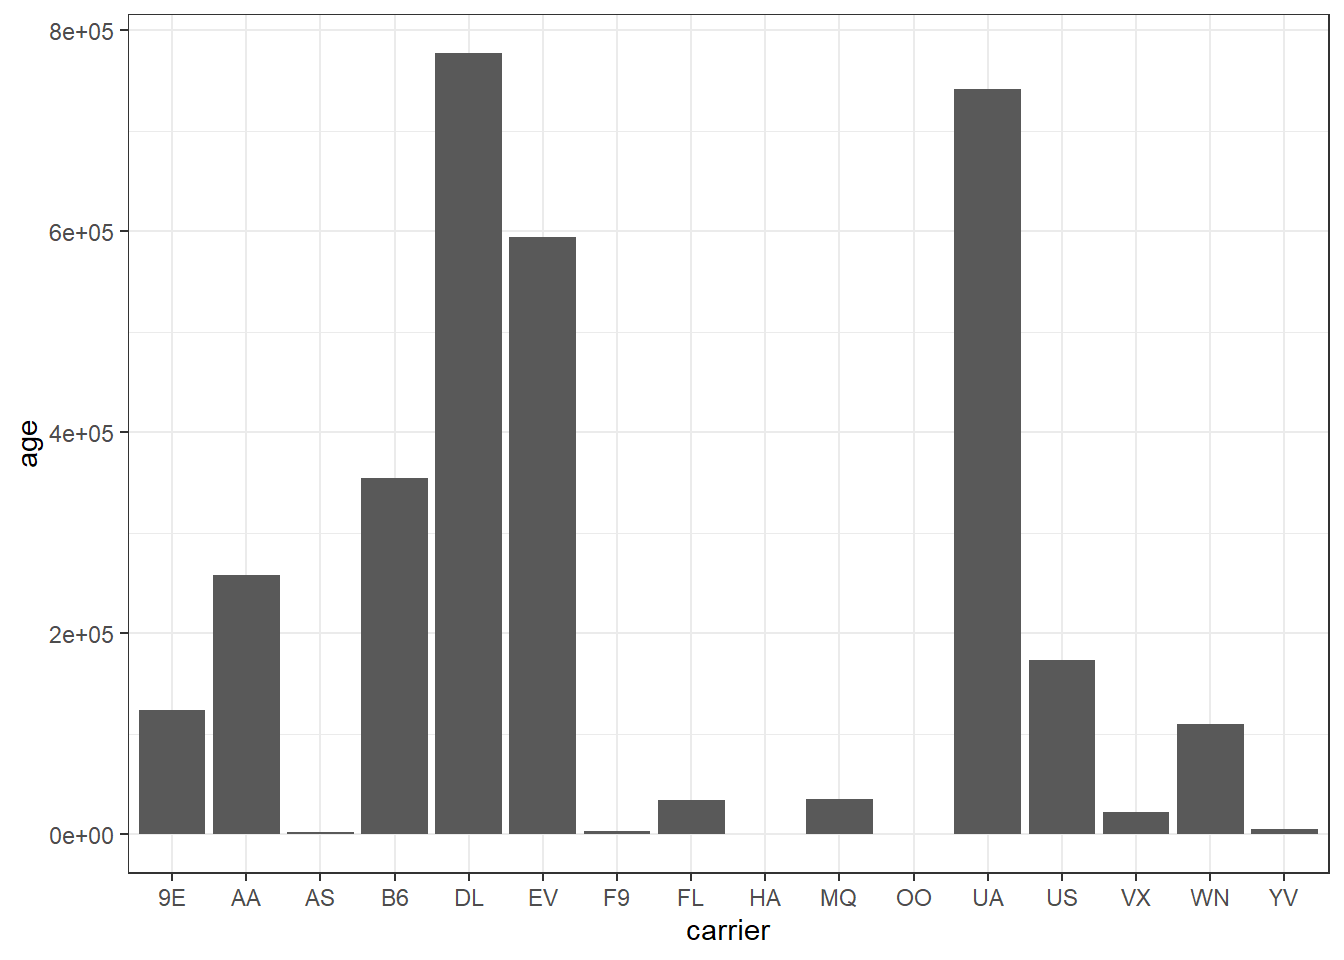 8e+05
6e+05
4e+05
2e+05
0e+00
age
9E AA AS B6 DL EV F9 FL HA MQ OO UA US VX WN YV
carrier